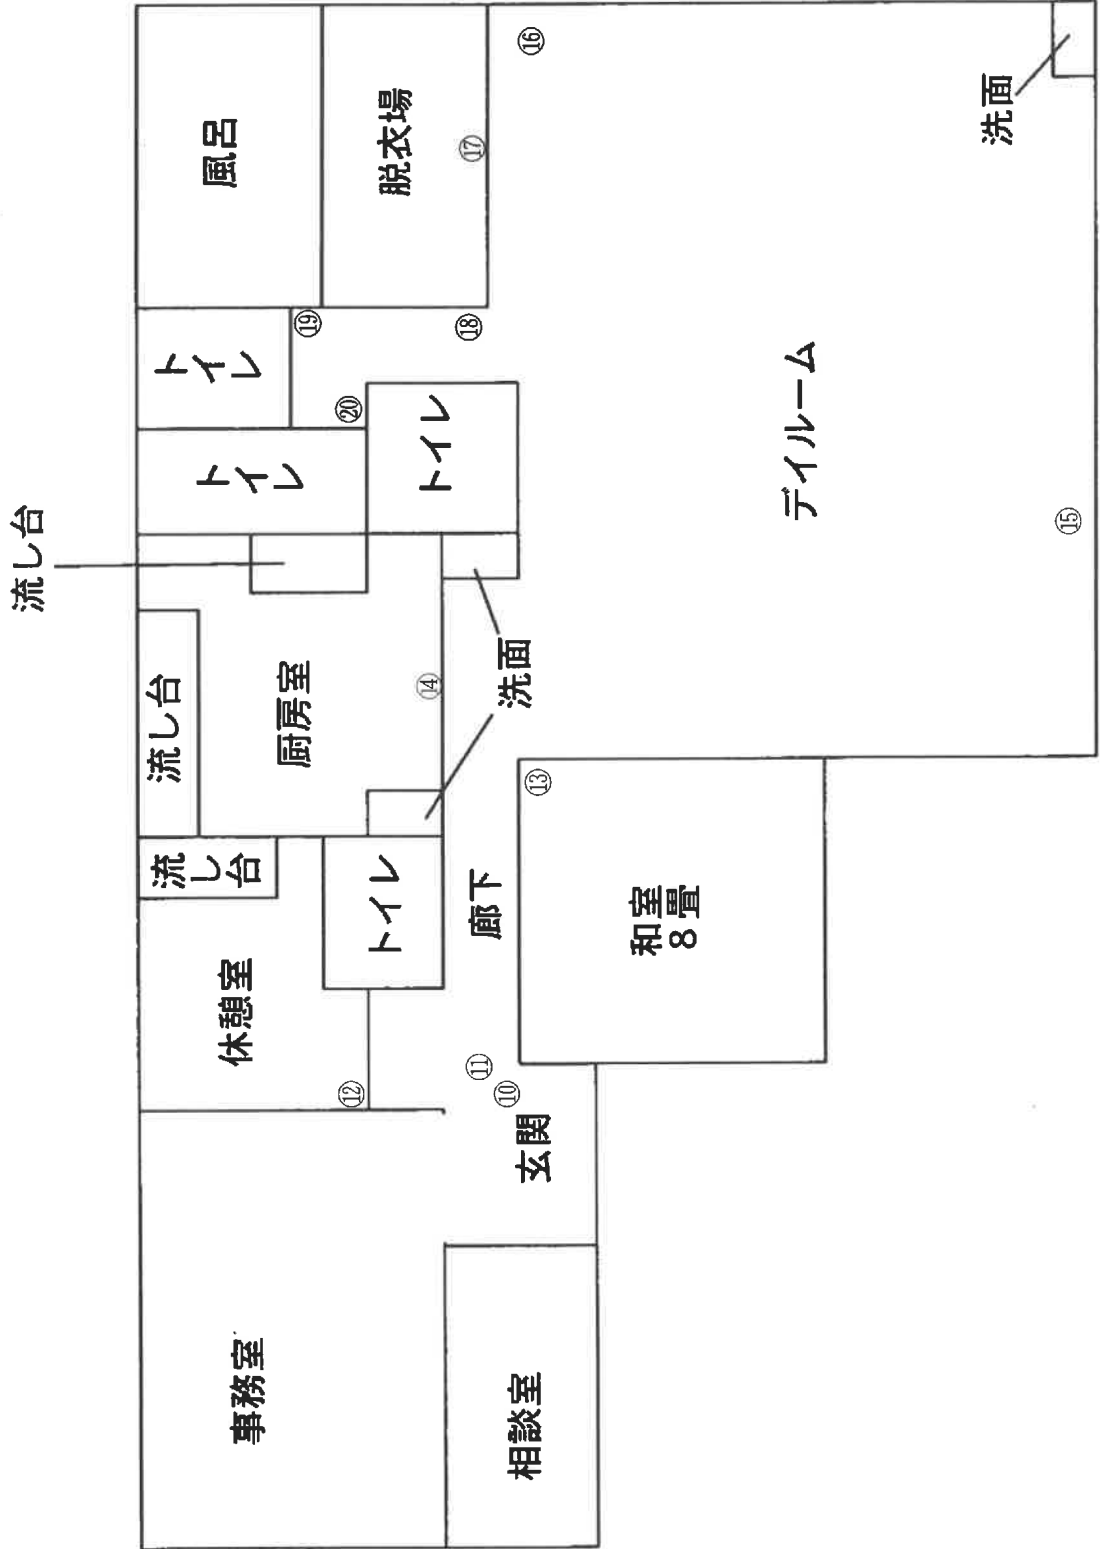 流し台
風呂
脱衣場
⑯
⑰
洗面
トイレ
⑲
⑱
トイレ
⑳
トイレ
デイルーム
⑮
流し台
厨房室
⑭
洗面
⑬
流し台
トイレ
廊下
和室
8畳
休憩室
⑫
⑪
⑩
玄関
事務室
相談室